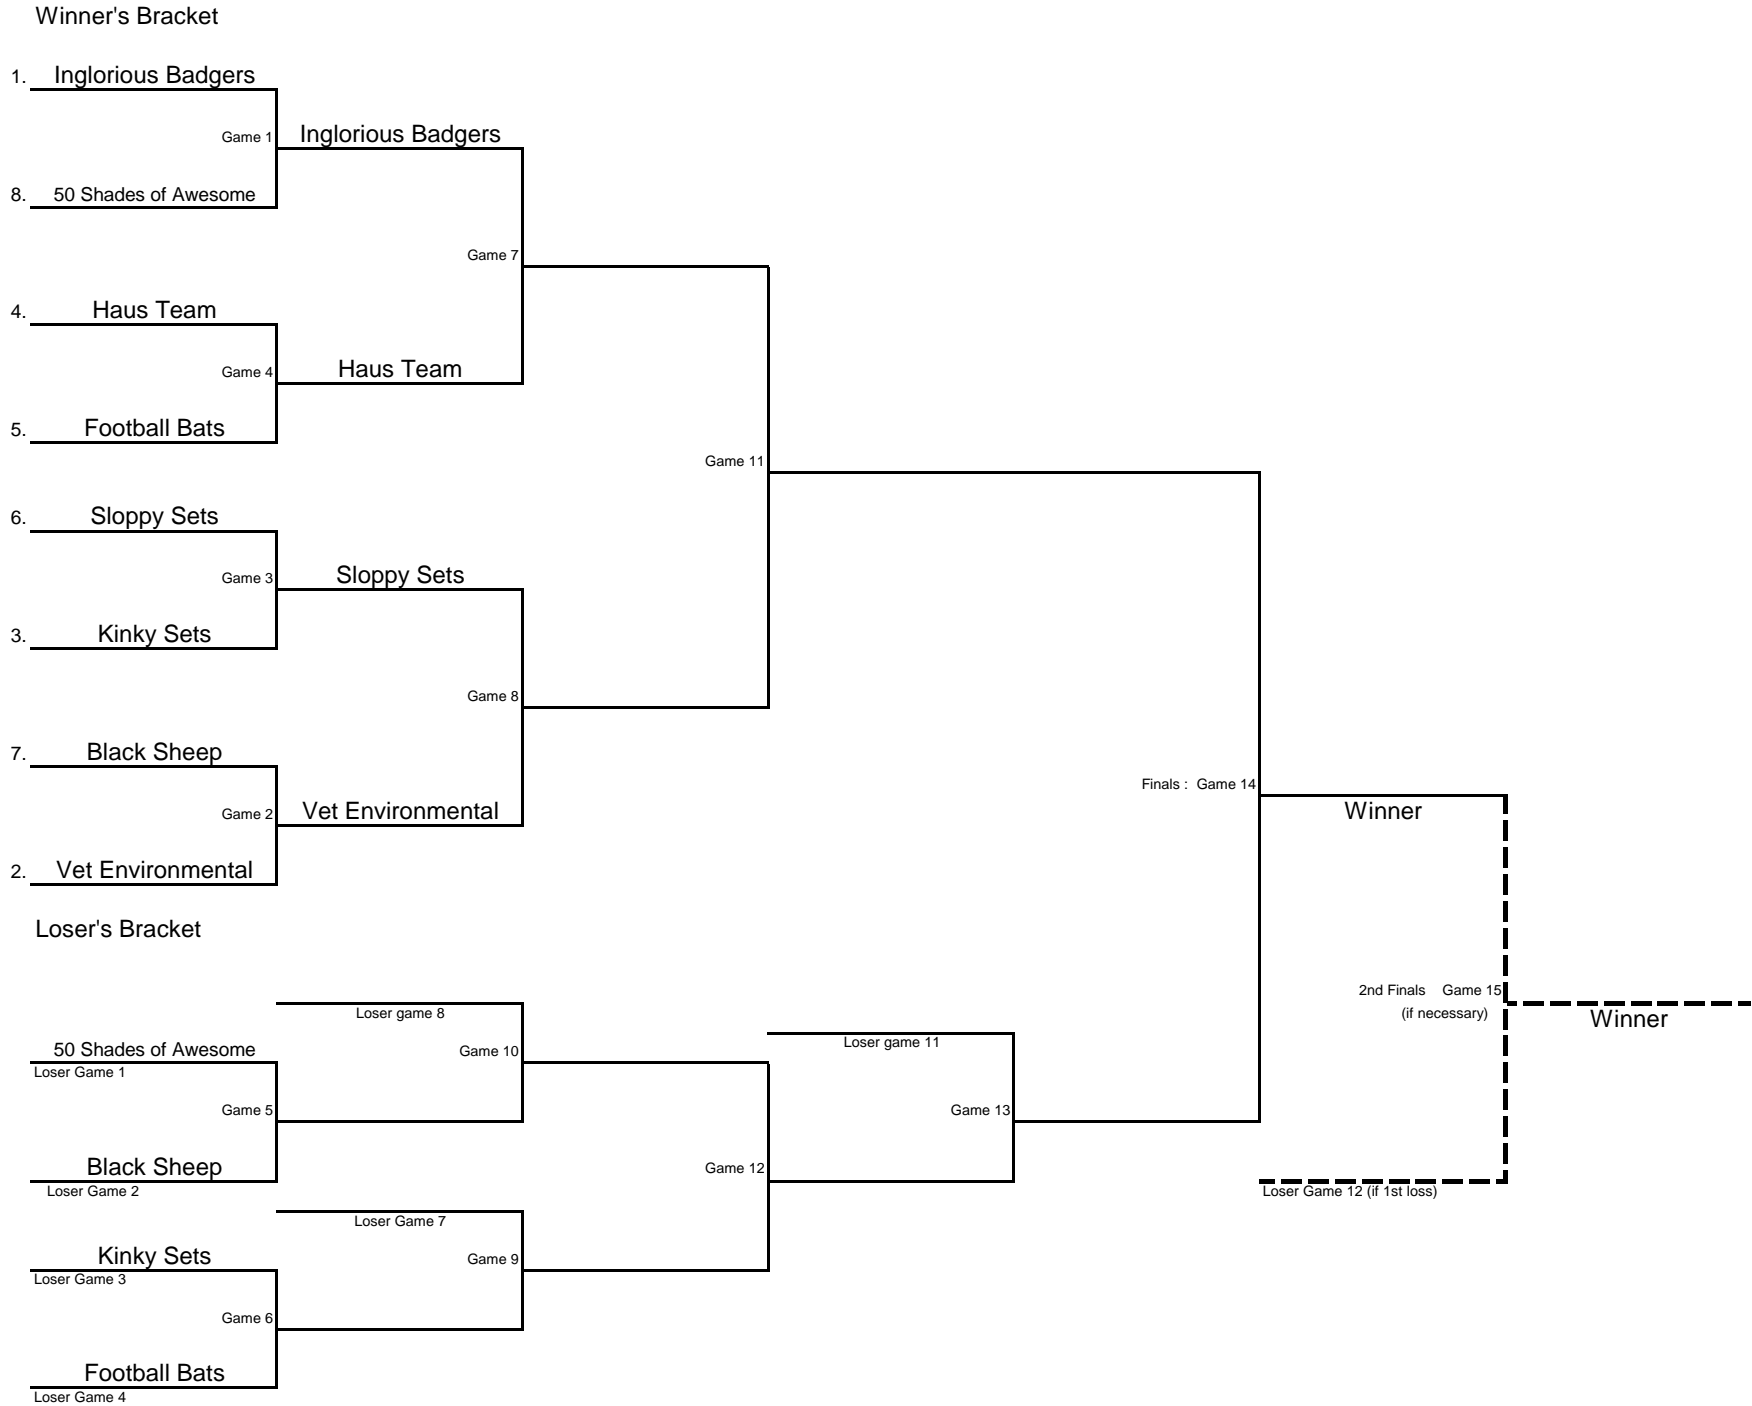 Winner's Bracket
1. Inglorious Badgers
Game 1
Inglorious Badgers
8. 50 Shades of Awesome
Game 7
4. Haus Team
Game 4
Haus Team
5. Football Bats
Game 11
6. Sloppy Sets
Game 3
Sloppy Sets
3. Kinky Sets
Game 8
7. Black Sheep
Game 2
Vet Environmental
2. Vet Environmental
Finals : Game 14
Winner
Loser's Bracket
2nd Finals Game 15
(if necessary)
Winner
Loser game 8
50 Shades of Awesome
Loser Game 1
Game 10
Loser game 11
Game 5
Game 13
Black Sheep
Loser Game 2
Game 12
Loser Game 12 (if 1st loss)
Loser Game 7
Kinky Sets
Loser Game 3
Game 9
Game 6
Football Bats
Loser Game 4